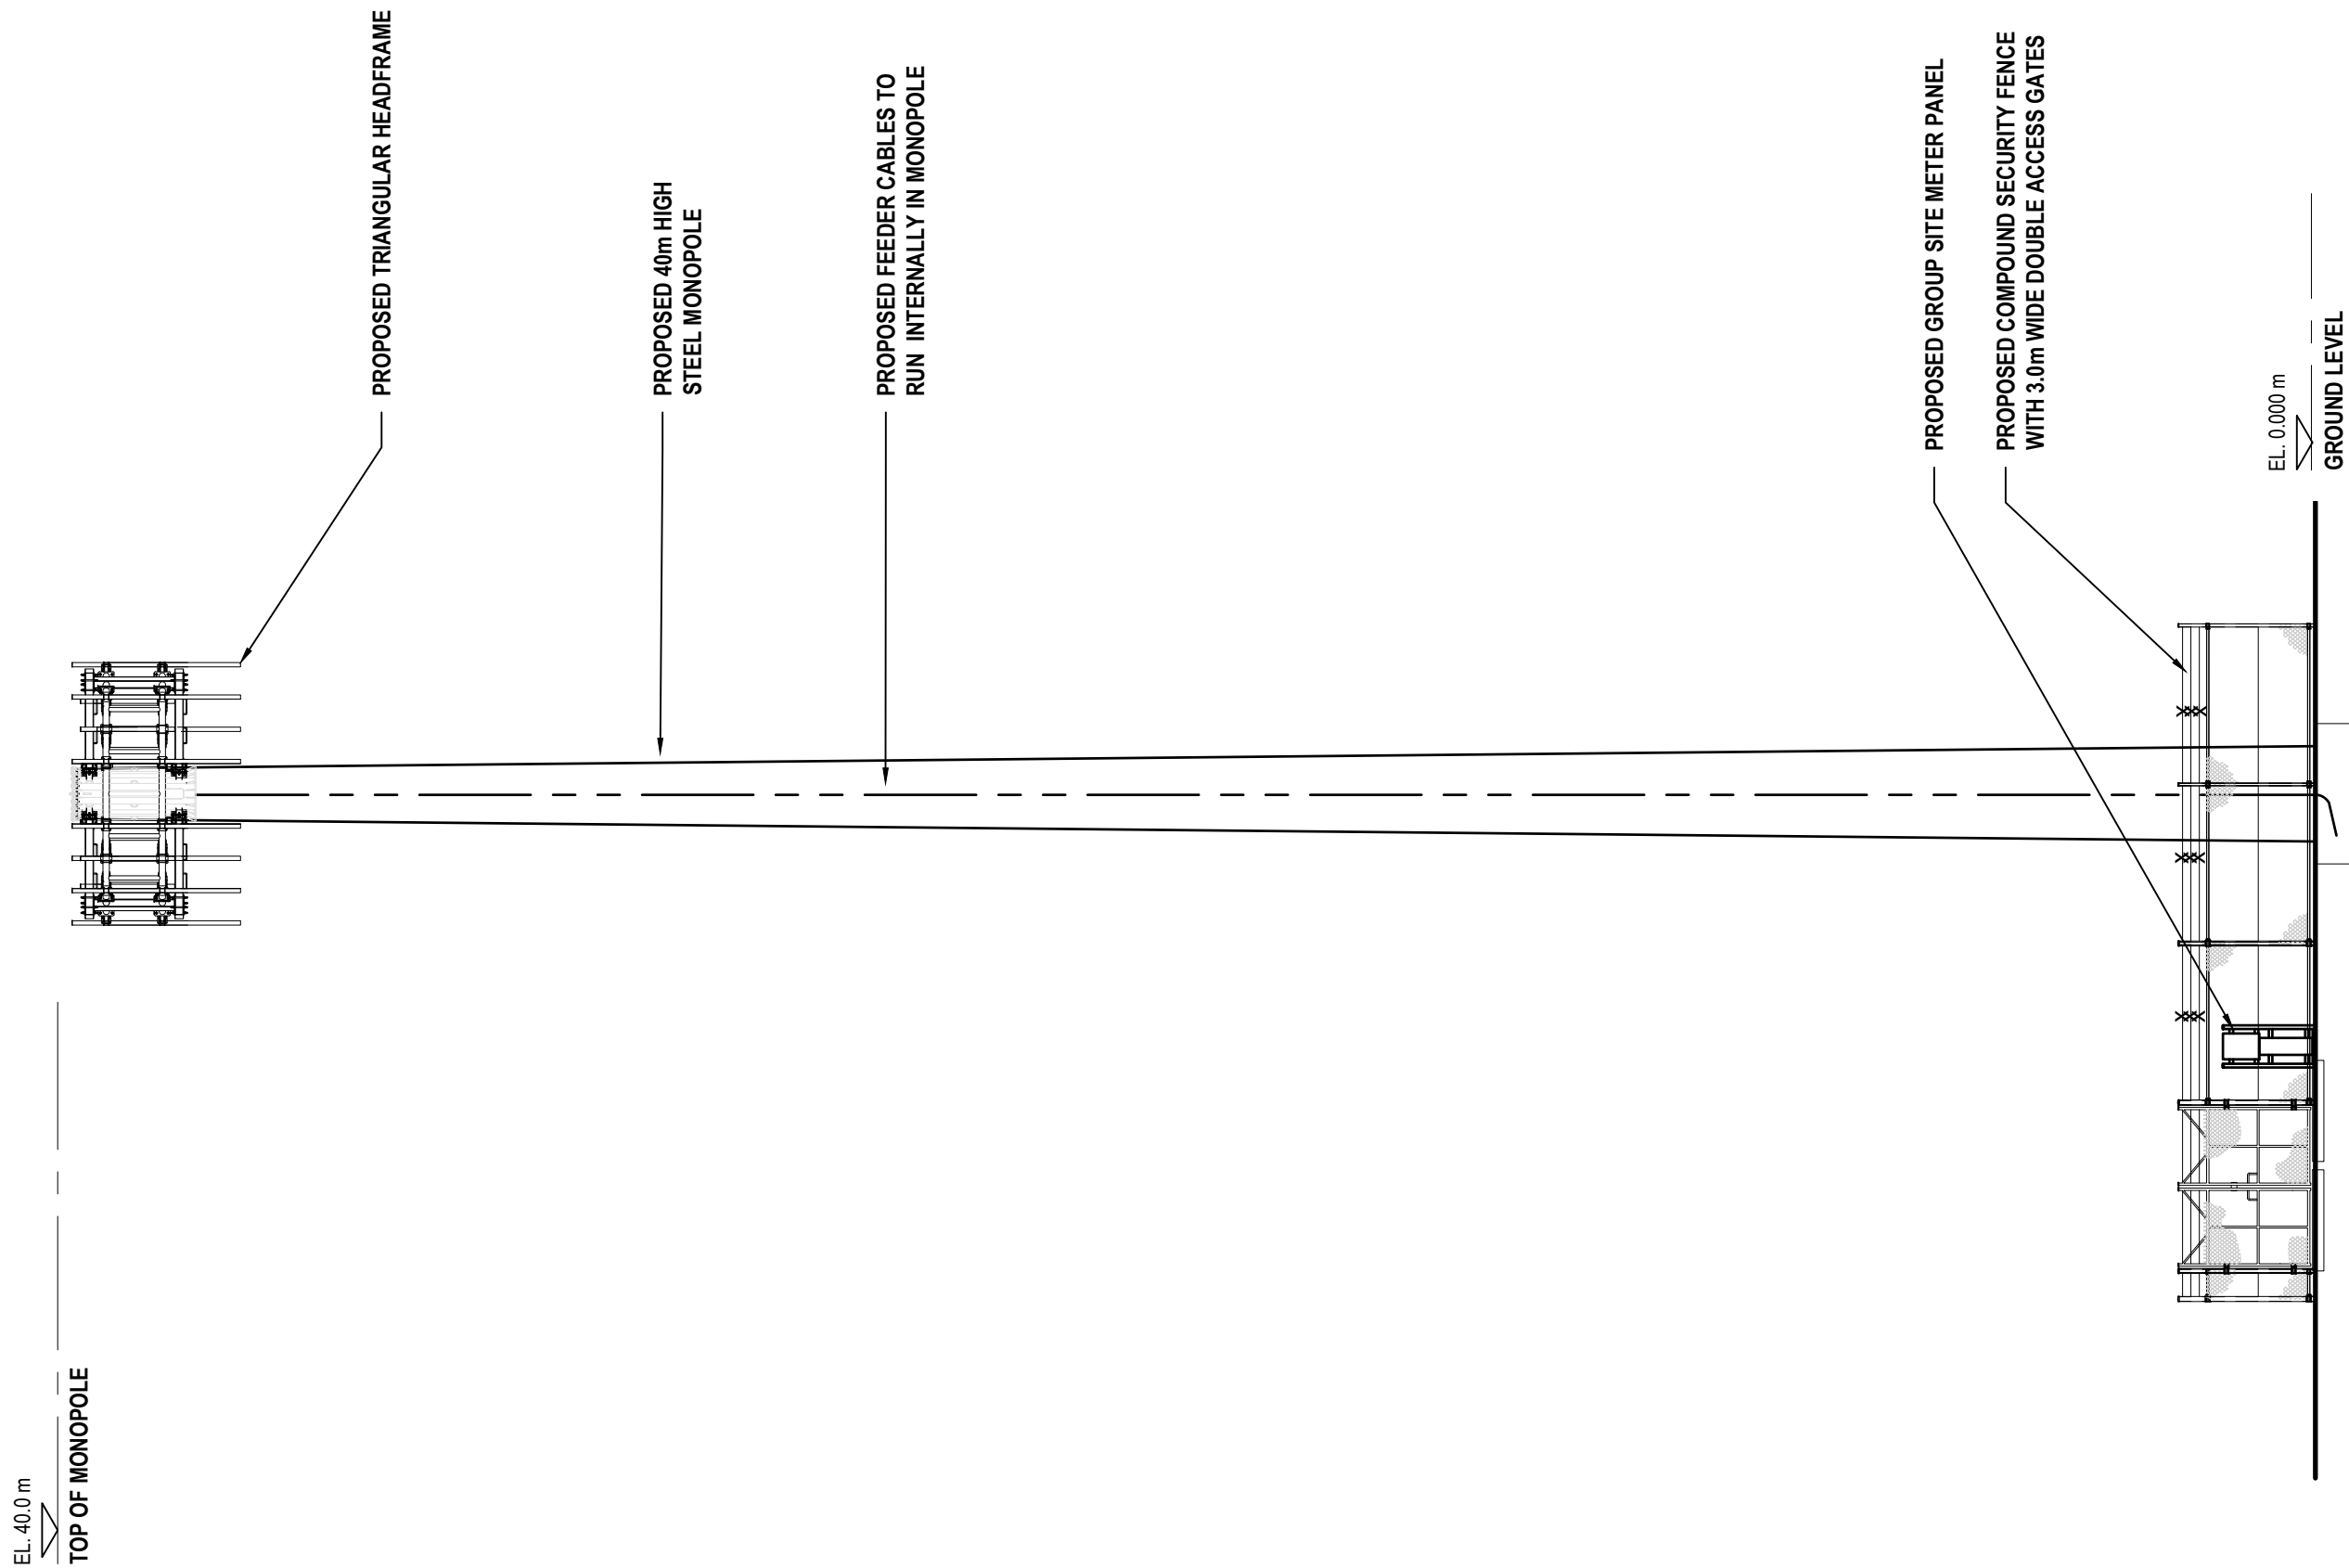 EL. 40.0 m
TOP OF MONOPOLE
PROPOSED TRIANGULAR HEADFRAME
PROPOSED 40m HIGH
STEEL MONOPOLE
PROPOSED FEEDER CABLES TO
RUN INTERNALLY IN MONOPOLE
PROPOSED GROUP SITE METER PANEL
PROPOSED COMPOUND SECURITY FENCE
WITH 3.0m WIDE DOUBLE ACCESS GATES
EL. 0.000 m
GROUND LEVEL